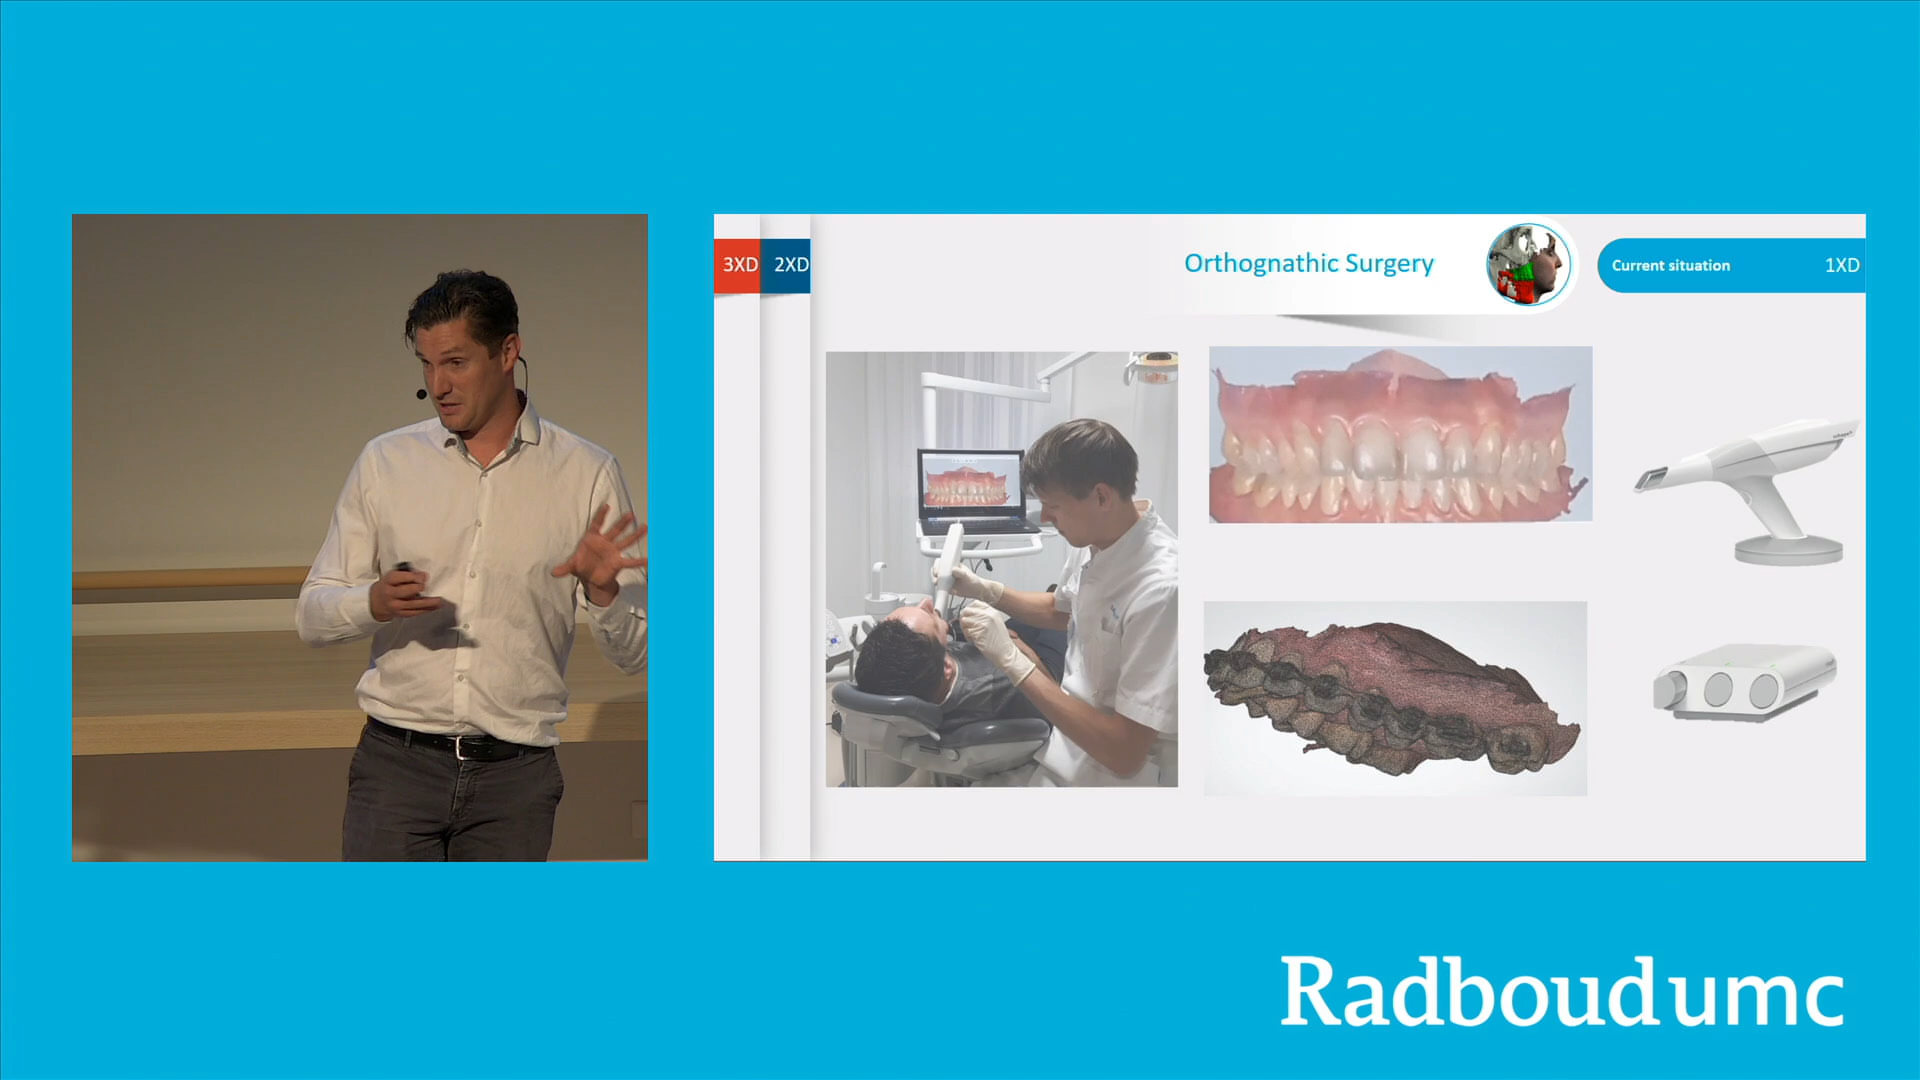 3XD
2XD
Orthognathic Surgery
Current situation
1XD
Radboudumc